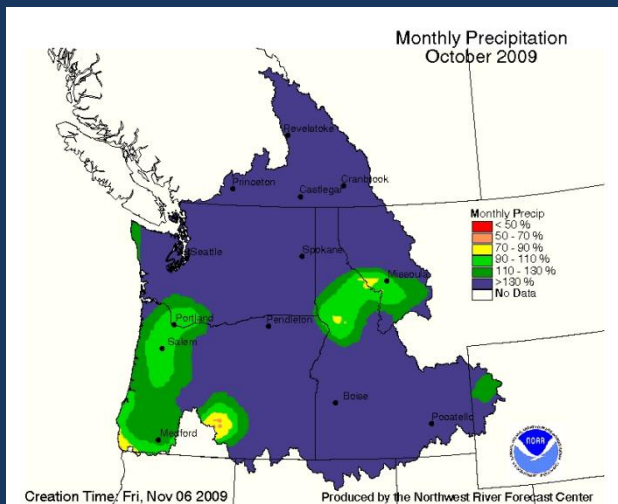 Monthly Precipitation
October 2009
Revelstoke
Princeton
Cranbrook
Castlegar
Seattle
Spokane
Missoula
Portland
Pendleton
Salem
Boise
Pocatello
Medford
Monthly Precip
< 50 %
50 - 70 %
70 - 90 %
90 - 110 %
110 - 130 %
>130 %
No Data
NOAA
Creation Time: Fri, Nov 06 2009
Produced by the Northwest River Forecast Center